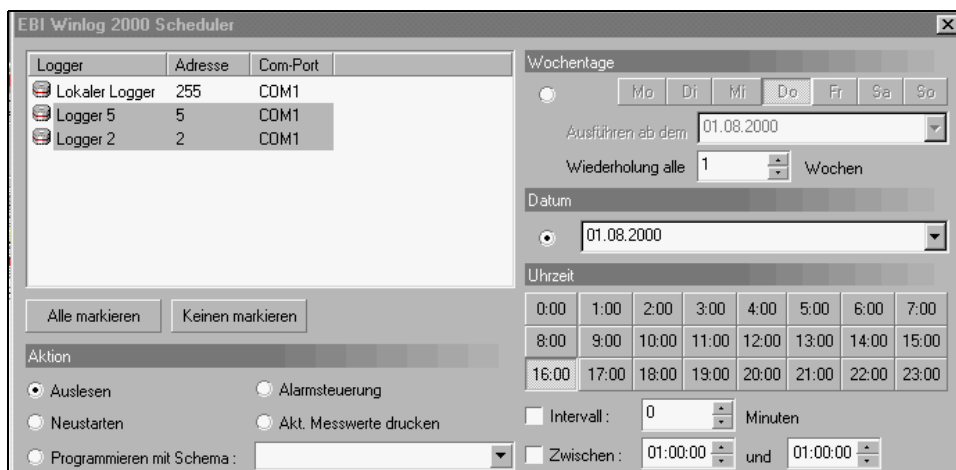 EBI Winlog 2000 Scheduler
Logger Adresse Com-Port
Lokaler Logger 255 COM1
Logger 5 5 COM1
Logger 2 2 COM1
Alle markieren Keinen markieren
Aktion
Auslesen Alarmsteuerung
Neustarten Akt. Messwerte drucken
Programmieren mit Schema :
Wochentage
Mo Di Mi Do Fr Sa So
Ausführen ab dem 01.08.2000
Wiederholung alle 1 Wochen
Datum
01.08.2000
Uhrzeit
0:00 1:00 2:00 3:00 4:00 5:00 6:00 7:00
8:00 9:00 10:00 11:00 12:00 13:00 14:00 15:00
16:00 17:00 18:00 19:00 20:00 21:00 22:00 23:00
Intervall : 0 Minuten
Zwischen : 01:00:00 und 01:00:00